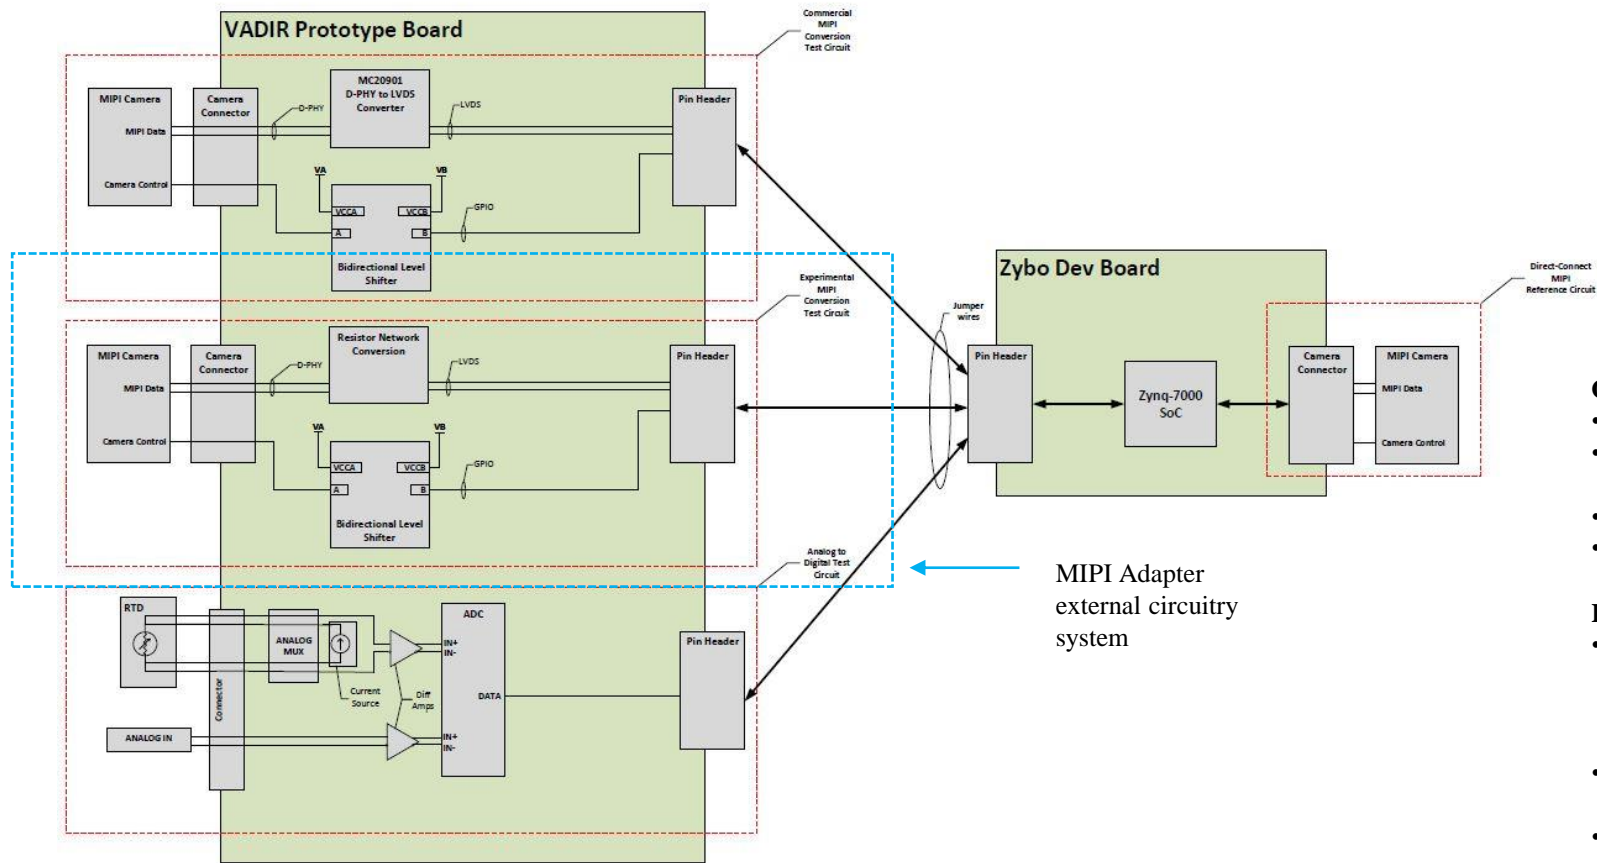 VADIR Prototype Board
Commercial
MIPI
Conversion
Test Circuit
MIPI Camera
MIPI Data
Camera Control
Camera
Connector
D-PHY
MC20901
D-PHY to LVDS
Converter
LVDS
Pin Header
VA
VB
VCCA
VCCB
A
B
GPIO
Bidirectional Level
Shifter
Experimental
MIPI
Conversion
Test Circuit
MIPI Camera
MIPI Data
Camera Control
Camera
Connector
D-PHY
Resistor Network
Conversion
LVDS
Pin Header
VA
VB
VCCA
VCCB
A
B
GPIO
Bidirectional Level
Shifter
Analog to
Digital Test
Circuit
RTD
Connector
ANALOG
MUX
Current
Source
Diff
Amps
ADC
IN+
IN-
DATA
IN+
IN-
ANALOG IN
Pin Header
Jumper
wires
Zybo Dev Board
Pin Header
Zynq-7000
SoC
Camera
Connector
MIPI Camera
MIPI Data
Camera Control
Direct-Connect
MIPI
Reference Circuit
MIPI Adapter
external circuitry
system